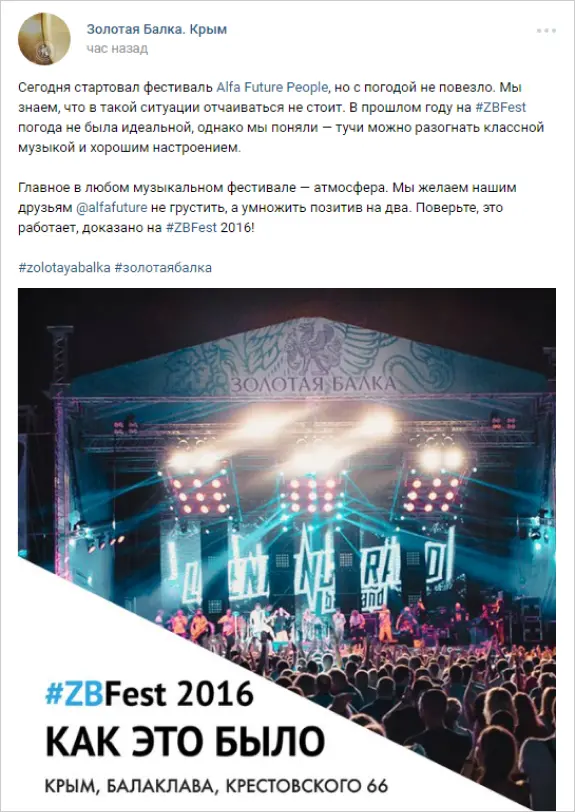 Золотая Балка. Крым
час назад
Сегодня стартовал фестиваль Alfa Future People, но с погодой не повезло. Мы
знаем, что в такой ситуации отчаиваться не стоит. В прошлом году на #ZBFest
погода не была идеальной, однако мы поняли — тучи можно разогнать классной
музыкой и хорошим настроением.
Главное в любом музыкальном фестивале — атмосфера. Мы желаем нашим
друзьям @alfafuture не грустить, а умножить позитив на два. Поверьте, это
работает, доказано на #ZBFest 2016!
#zolotayabalka #золотаябалка
ЗОЛОТАЯ БАЛКА
#ZBFest 2016
КАК ЭТО БЫЛО
КРЫМ, БАЛАКЛАВА, КРЕСТОВСКОГО 66